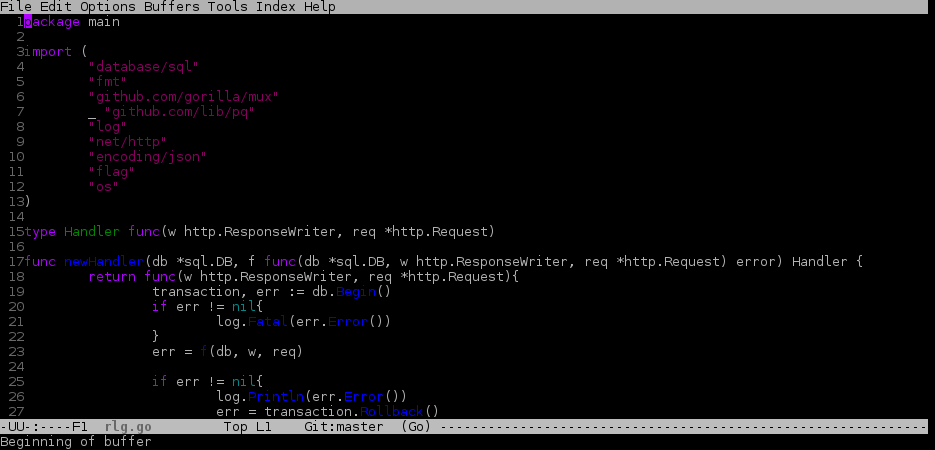 File Edit Options Buffers Tools Index Help
1package main
2
3import (
4        "database/sql"
5        "fmt"
6        "github.com/gorilla/mux"
7        _ "github.com/lib/pq"
8        "log"
9        "net/http"
10        "encoding/json"
11        "flag"
12        "os"
13)
14
15type Handler func(w http.ResponseWriter, req *http.Request)
16
17func newHandler(db *sql.DB, f func(db *sql.DB, w http.ResponseWriter, req *http.Request) error) Handler {
18        return func(w http.ResponseWriter, req *http.Request){
19                transaction, err := db.Begin()
20                if err != nil{
21                        log.Fatal(err.Error())
22                }
23                err = f(db, w, req)
24
25                if err != nil{
26                        log.Println(err.Error())
27                        err = transaction.Rollback()
-UU-:----F1  rlg.go         Top L1    Git:master  (Go) -------------------------------------------------------------
Beginning of buffer